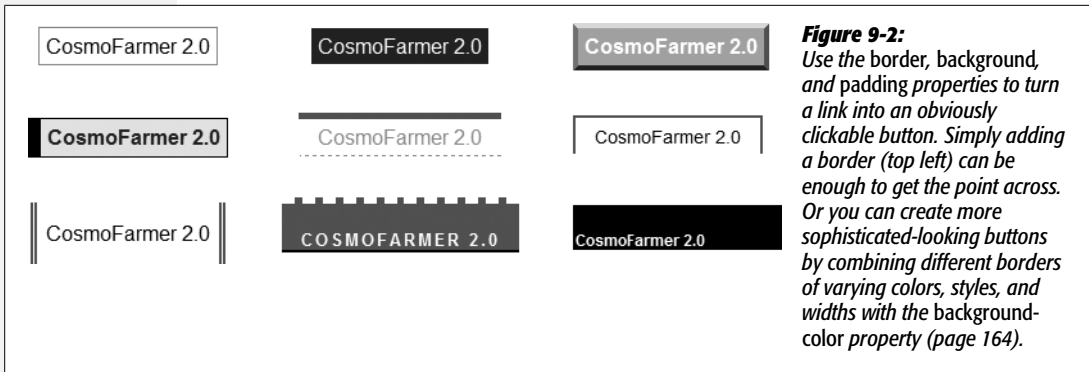 CosmoFarmer 2.0
CosmoFarmer 2.0
CosmoFarmer 2.0
CosmoFarmer 2.0
CosmoFarmer 2.0
CosmoFarmer 2.0
CosmoFarmer 2.0
COSMOFARMER 2.0
CosmoFarmer 2.0
Figure 9-2:
Use the border, background,
and padding properties to turn
a link into an obviously
clickable button. Simply adding
a border (top left) can be
enough to get the point across.
Or you can create more
sophisticated-looking buttons
by combining different borders
of varying colors, styles, and
widths with the background-
color property (page 164).